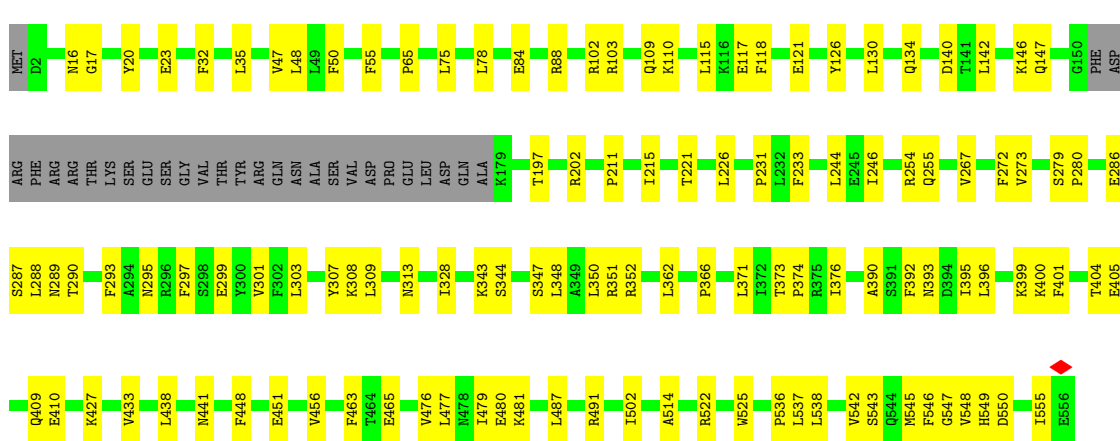 MET D2 N16 G17 Y20 E23 F32 L35 V47 L48 L49 F50 F55 P65 L75 L78 E84 R88 R102 R103 Q109 K110 L115 K116 E117 F118 E121 Y126 L130 Q134 D140 T141 L142 K146 Q147 G150 PHE ASP
ARG PHE ARG ARG THR LYS SER GLU SER GLY VAL THR TYR ARG GLN ASN ALA SER VAL ASP PRO GLU LEU ASP GLN ALA K179 T197 R202 P211 I215 T221 L226 P231 L232 F233 L244 E245 I246 R254 Q255 V267 F272 V273 S279 P280 E286
S287 L288 N289 T290 F293 A294 N295 R296 F297 S298 E299 Y300 V301 F302 L303 Y307 K308 L309 N313 I328 K343 S344 S347 L348 A349 L350 R351 R352 L362 P366 L371 I372 T373 P374 R375 I376 A390 S391 F392 N393 D394 I395 L396 K399 K400 F401 T404 E405
Q409 E410 K427 V433 L438 N441 F448 E451 V456 F463 T464 E465 V476 L477 N478 I479 E480 K481 L487 R491 I502 A514 R522 W525 P536 L537 L538 V542 S543 Q544 M545 F546 G547 V548 H549 D550 I555 E556